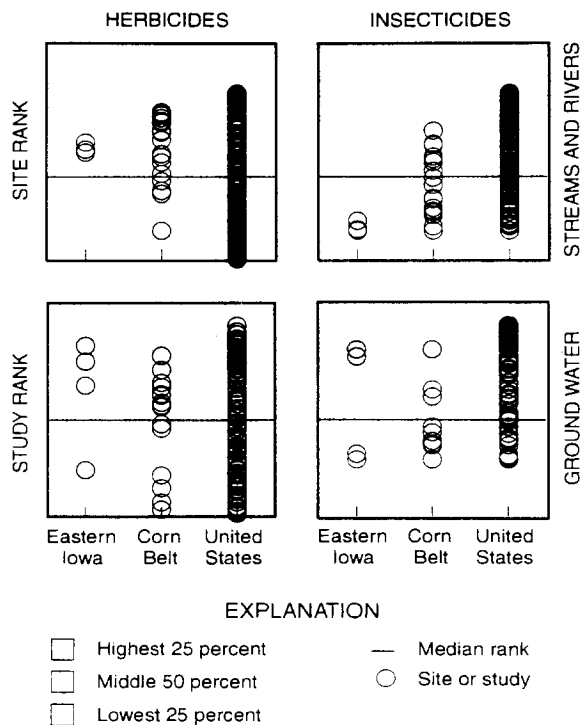 HERBICIDES
INSECTICIDES
SITE RANK
STREAMS AND RIVERS
STUDY RANK
GROUND WATER
Eastern Iowa
Corn Belt
United States
Eastern Iowa
Corn Belt
United States
EXPLANATION
Highest 25 percent
Middle 50 percent
Lowest 25 percent
Median rank
Site or study